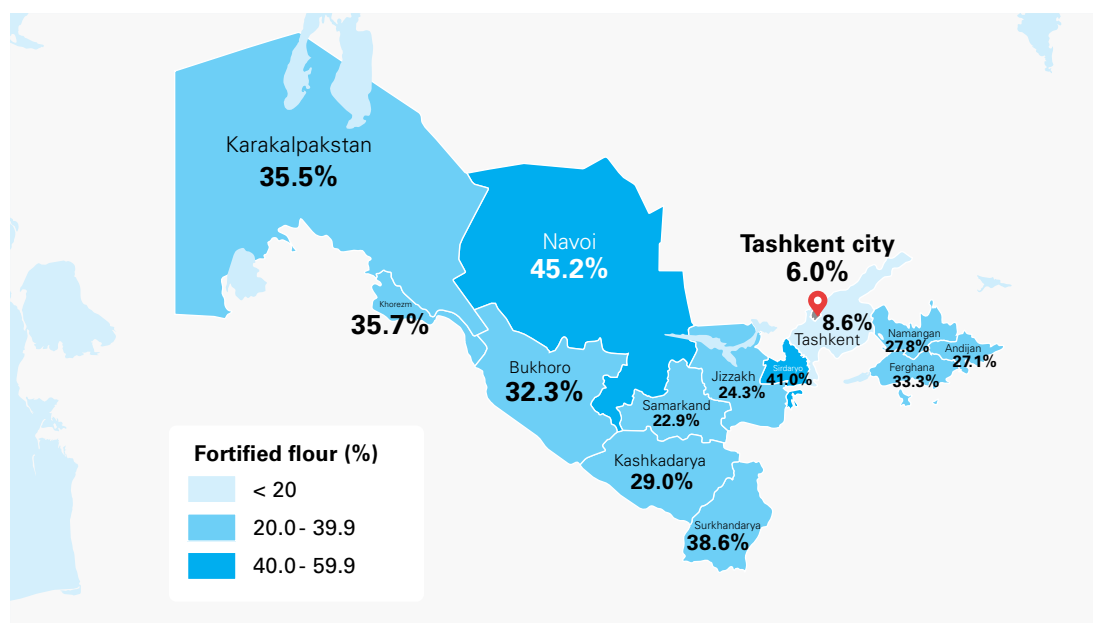 Karakalpakstan
35.5%
Navoi
45.2%
Tashkent city
6.0%
8.6%
Tashkent
Khorezm
35.7%
Namangan
27.8%
Andijan
27.1%
Ferghana
33.3%
Bukhoro
32.3%
Jizzakh
24.3%
Sirdaryo
41.0%
Samarkand
22.9%
Kashkadarya
29.0%
Surkhandarya
38.6%
Fortified flour (%)
< 20
20.0 - 39.9
40.0 - 59.9